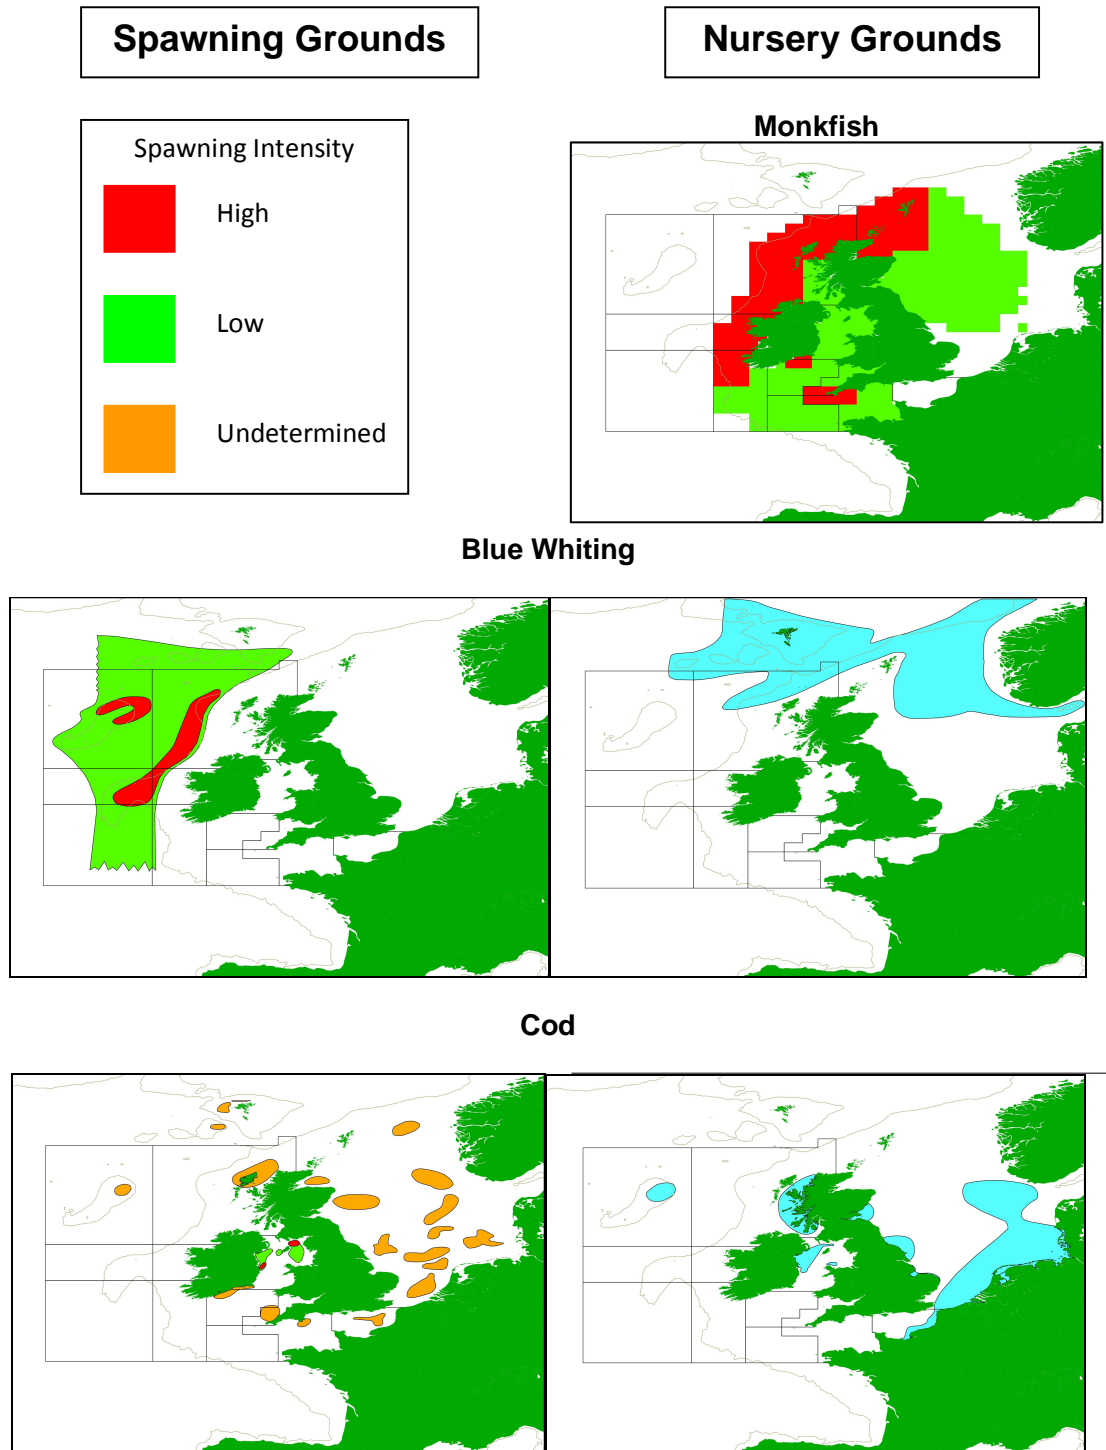 Spawning Grounds
Nursery Grounds
Spawning Intensity
High
Low
Undetermined
Monkfish
Blue Whiting
Cod